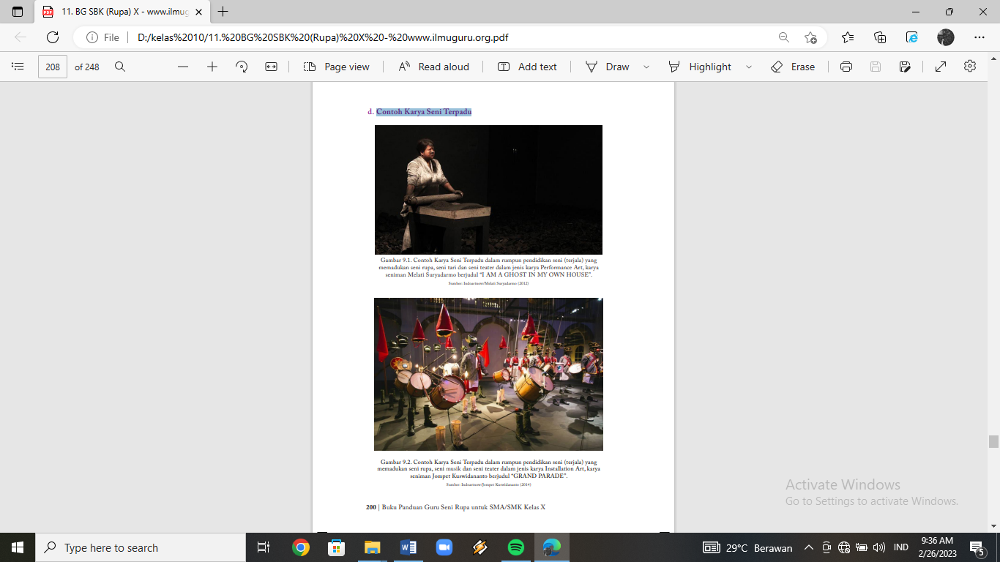 11. BG SBK (Rupa) X - www.ilmug
File
D:/kelas%2010/11.%20BG%20SBK%20(Rupa)%20X%20-%20www.ilmuguru.org.pdf
208 of 248
Page view
Read aloud
Add text
Draw
Highlight
Erase
d. Contoh Karya Seni Terpadu
Gambar 9.1. Contoh Karya Seni Terpadu dalam rumpun pendidikan seni (terjala) yang
memadukan seni rupa, seni tari dan seni teater dalam jenis karya Performance Art, karya
seniman Melati Suryadarmo berjudul “I AM A GHOST IN MY OWN HOUSE”.
Sumber: Indoartnow/Melati Suryadarmo (2012)
Gambar 9.2. Contoh Karya Seni Terpadu dalam rumpun pendidikan seni (terjala) yang
memadukan seni rupa, seni musik dan seni teater dalam jenis karya Installation Art, karya
seniman Jompet Kuswidananto berjudul “GRAND PARADE”.
Sumber: Indoartnow/Jompet Kuswidananto (2014)
200 | Buku Panduan Guru Seni Rupa untuk SMA/SMK Kelas X
Activate Windows
Go to Settings to activate Windows.
Type here to search
29°C Berawan
IND
9:36 AM
2/26/2023
5